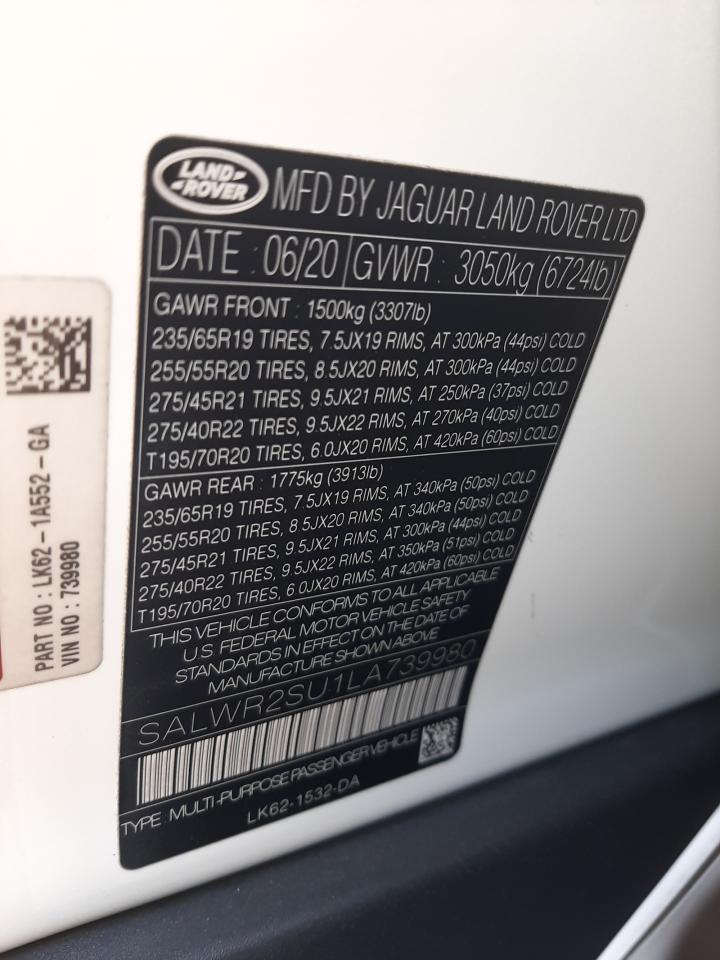 LAND-
-ROVER
MFD BY JAGUAR LAND ROVER LTD
DATE : 06/20 GVWR : 3050kg (6724lb)
GAWR FRONT : 1500kg (3307lb)
235/65R19 TIRES, 7.5JX19 RIMS, AT 300kPa (44psi) COLD
255/55R20 TIRES, 8.5JX20 RIMS, AT 300kPa (44psi) COLD
275/45R21 TIRES, 9.5JX21 RIMS, AT 250kPa (37psi) COLD
275/40R22 TIRES, 9.5JX22 RIMS, AT 270kPa (40psi) COLD
T195/70R20 TIRES, 6.0JX20 RIMS, AT 420kPa (60psi) COLD
GAWR REAR : 1775kg (3913lb)
235/65R19 TIRES, 7.5JX19 RIMS, AT 340kPa (50psi) COLD
255/55R20 TIRES, 8.5JX20 RIMS, AT 340kPa (50psi) COLD
275/45R21 TIRES, 9.5JX21 RIMS, AT 300kPa (44psi) COLD
275/40R22 TIRES, 9.5JX22 RIMS, AT 350kPa (51psi) COLD
T195/70R20 TIRES, 6.0JX20 RIMS, AT 420kPa (60psi) COLD
THIS VEHICLE CONFORMS TO ALL APPLICABLE
U.S. FEDERAL MOTOR VEHICLE SAFETY
STANDARDS IN EFFECT ON THE DATE OF
MANUFACTURE SHOWN ABOVE
SALWR2SU1LA739980
TYPE : MULTI-PURPOSE PASSENGER VEHICLE
LK62-1532-DA
PART NO : LK62-1A552-GA
VIN NO : 739980